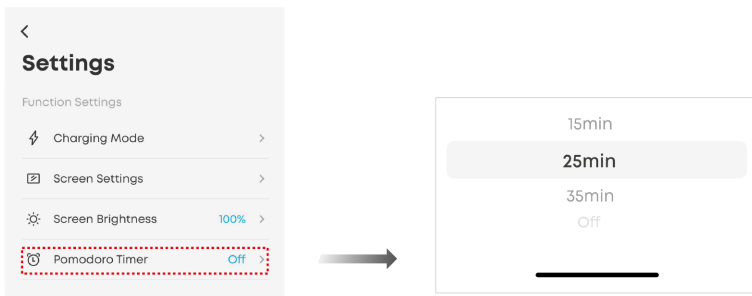 Settings
Function Settings
Charging Mode
Screen Settings
Screen Brightness 100%
Pomodoro Timer Off
15min
25min
35min
Off